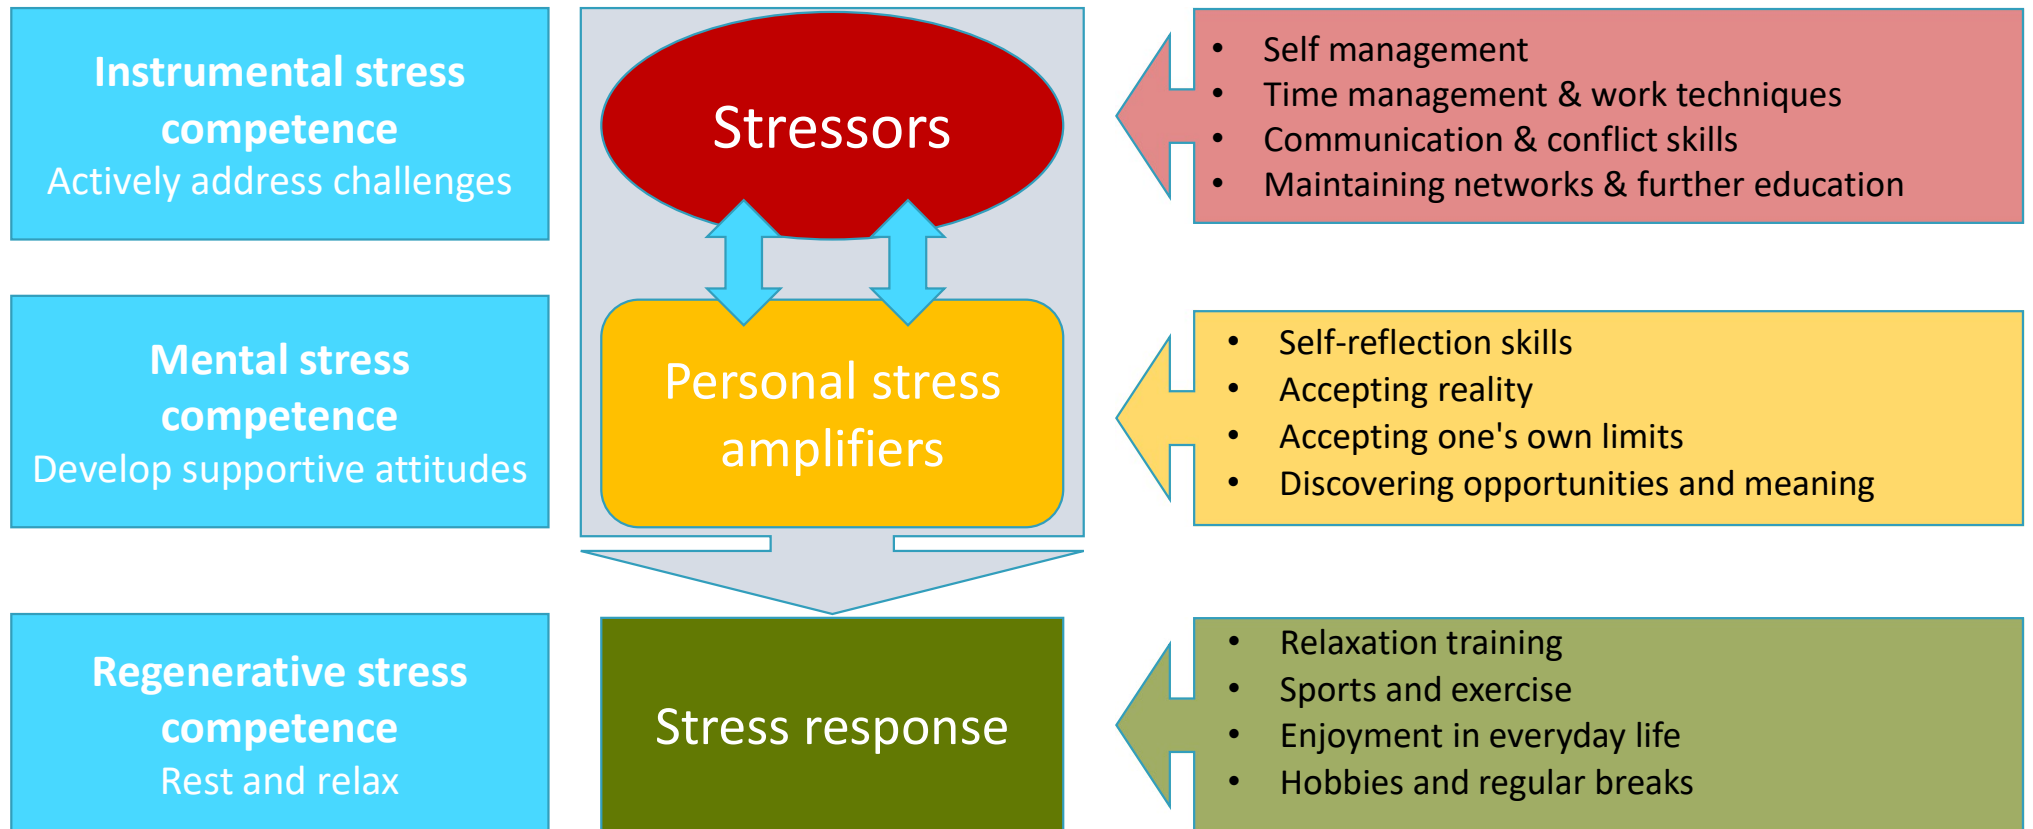 Instrumental stress
competence
Actively address challenges
Stressors
• Self management
• Time management & work techniques
• Communication & conflict skills
• Maintaining networks & further education
Mental stress
competence
Develop supportive attitudes
Personal stress
amplifiers
• Self-reflection skills
• Accepting reality
• Accepting one's own limits
• Discovering opportunities and meaning
Regenerative stress
competence
Rest and relax
Stress response
• Relaxation training
• Sports and exercise
• Enjoyment in everyday life
• Hobbies and regular breaks